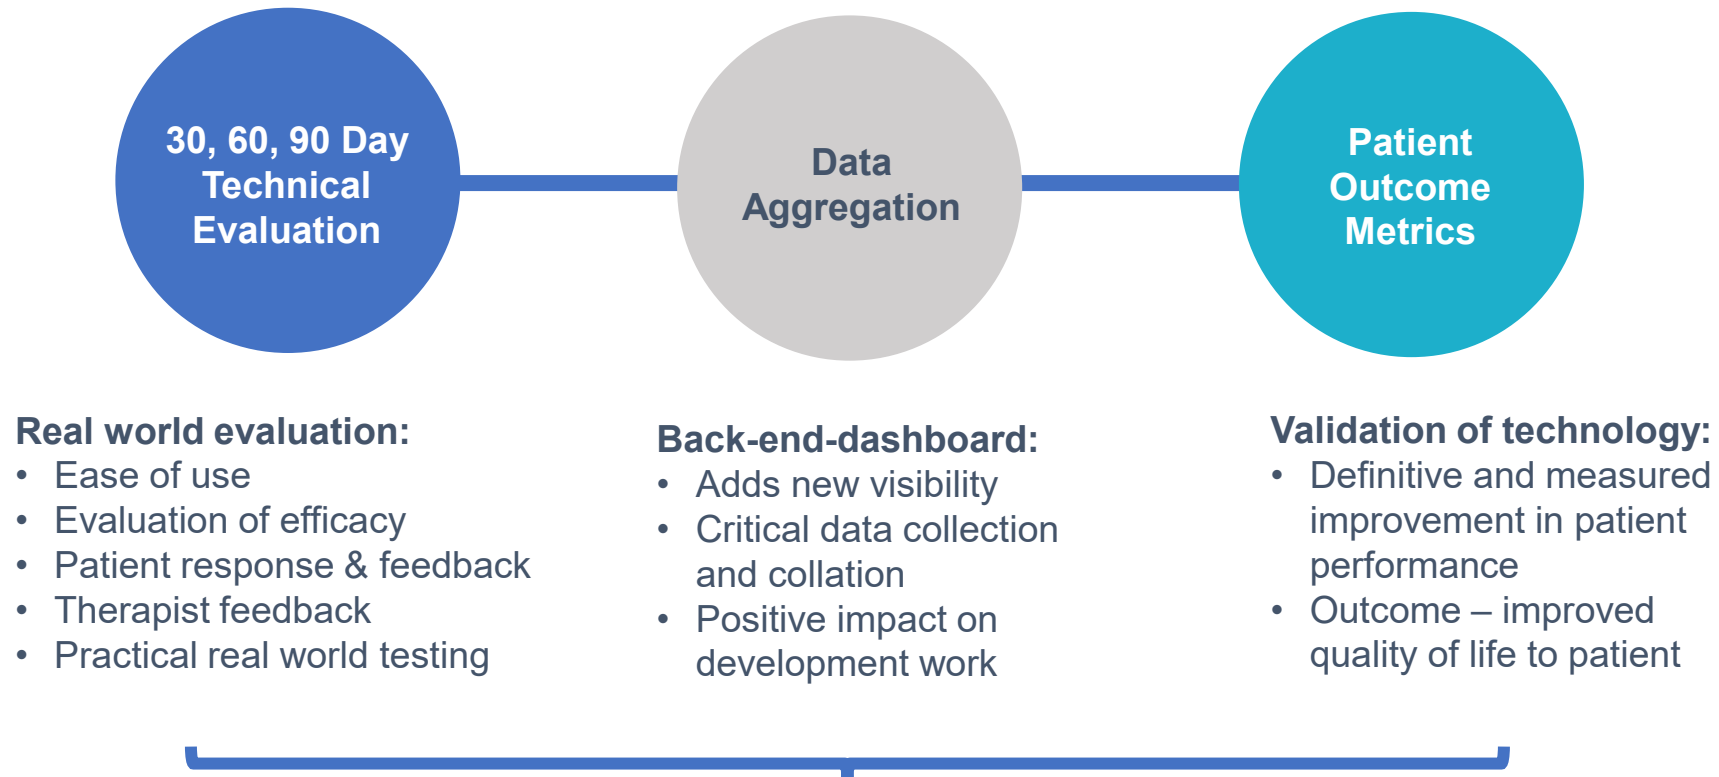 30, 60, 90 Day
Technical
Evaluation
Data
Aggregation
Patient
Outcome
Metrics
Real world evaluation:
• Ease of use
• Evaluation of efficacy
• Patient response & feedback
• Therapist feedback
• Practical real world testing
Back-end-dashboard:
• Adds new visibility
• Critical data collection
and collation
• Positive impact on
development work
Validation of technology:
• Definitive and measured
improvement in patient
performance
• Outcome – improved
quality of life to patient